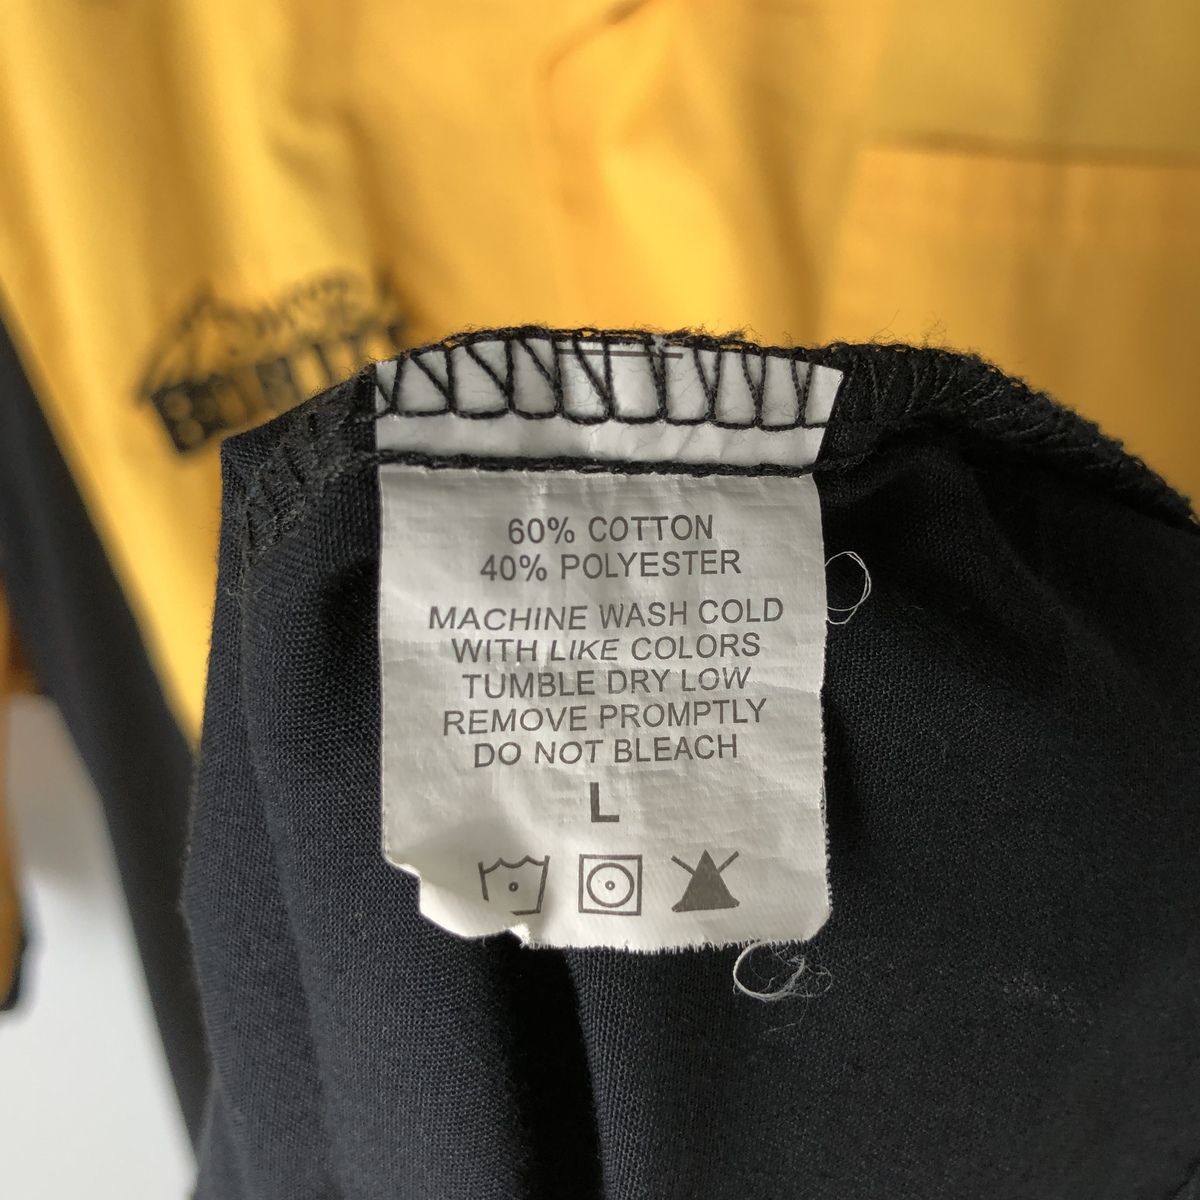 60% COTTON
40% POLYESTER
MACHINE WASH COLD
WITH LIKE COLORS
TUMBLE DRY LOW
REMOVE PROMPTLY
DO NOT BLEACH
L